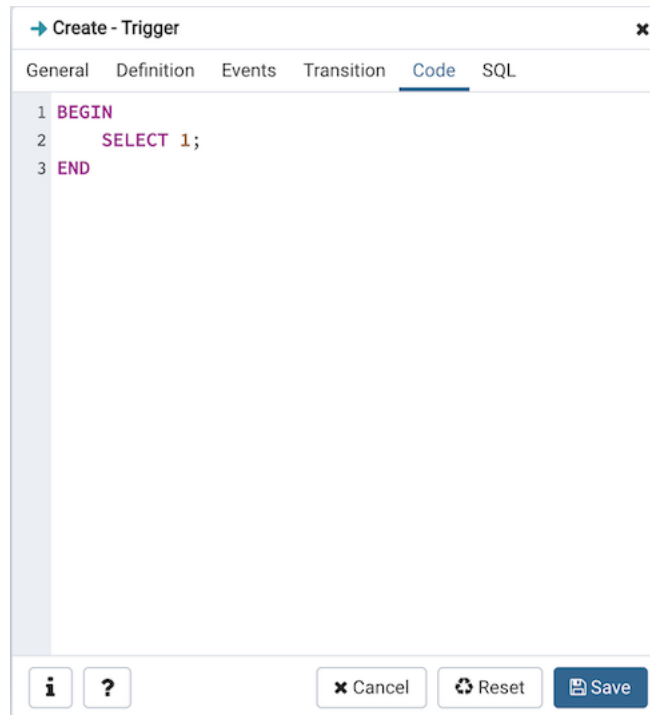 Create - Trigger
General Definition Events Transition Code SQL
1 BEGIN
2 SELECT 1;
3 END
i ? Cancel Reset Save